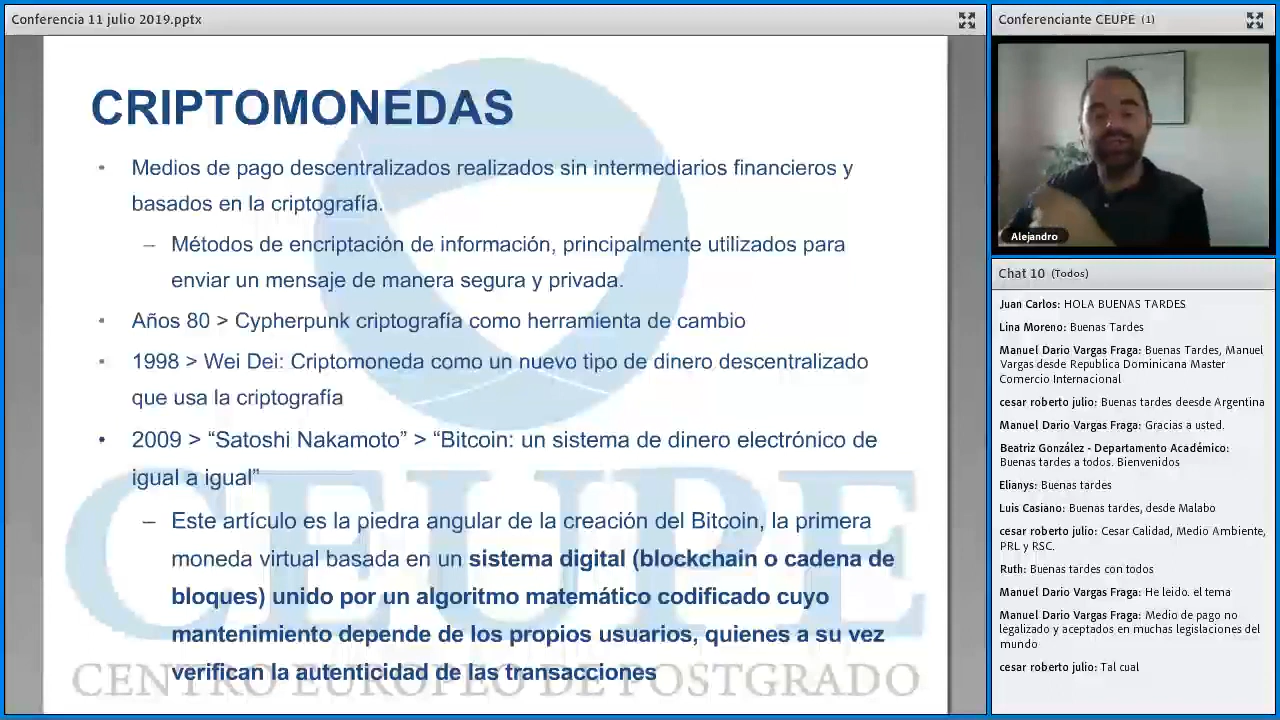 Conferencia 11 julio 2019.pptx
CRIPTOMONEDAS
• Medios de pago descentralizados realizados sin intermediarios financieros y
basados en la criptografía.
– Métodos de encriptación de información, principalmente utilizados para
enviar un mensaje de manera segura y privada.
• Años 80 > Cypherpunk criptografía como herramienta de cambio
• 1998 > Wei Dei: Criptomoneda como un nuevo tipo de dinero descentralizado
que usa la criptografía
• 2009 > “Satoshi Nakamoto” > “Bitcoin: un sistema de dinero electrónico de
igual a igual”
– Este artículo es la piedra angular de la creación del Bitcoin, la primera
moneda virtual basada en un sistema digital (blockchain o cadena de
bloques) unido por un algoritmo matemático codificado cuyo
mantenimiento depende de los propios usuarios, quienes a su vez
verifican la autenticidad de las transacciones
CEUPE
CENTRO EUROPEO DE POSTGRADO
Conferenciante CEUPE (1)
Alejandro
Chat 10 (Todos)
Juan Carlos: HOLA BUENAS TARDES
Lina Moreno: Buenas Tardes
Manuel Dario Vargas Fraga: Buenas Tardes, Manuel
Vargas desde Republica Dominicana Master
Comercio Internacional
cesar roberto julio: Buenas tardes deesde Argentina
Manuel Dario Vargas Fraga: Gracias a usted.
Beatriz González - Departamento Académico:
Buenas tardes a todos. Bienvenidos
Elianys: Buenas tardes
Luis Casiano: Buenas tardes, desde Malabo
cesar roberto julio: Cesar Calidad, Medio Ambiente,
PRL y RSC.
Ruth: Buenas tardes con todos
Manuel Dario Vargas Fraga: He leido. el tema
Manuel Dario Vargas Fraga: Medio de pago no
legalizado y aceptados en muchas legislaciones del
mundo
cesar roberto julio: Tal cual